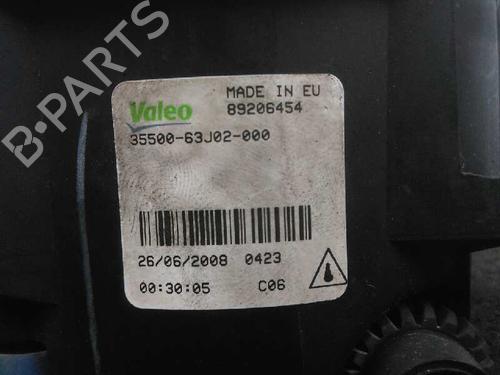 B-PARTS
MADE IN EU
Valeo 89206454
35500-63J02-000
26/06/2008 0423
00:30:05 C06